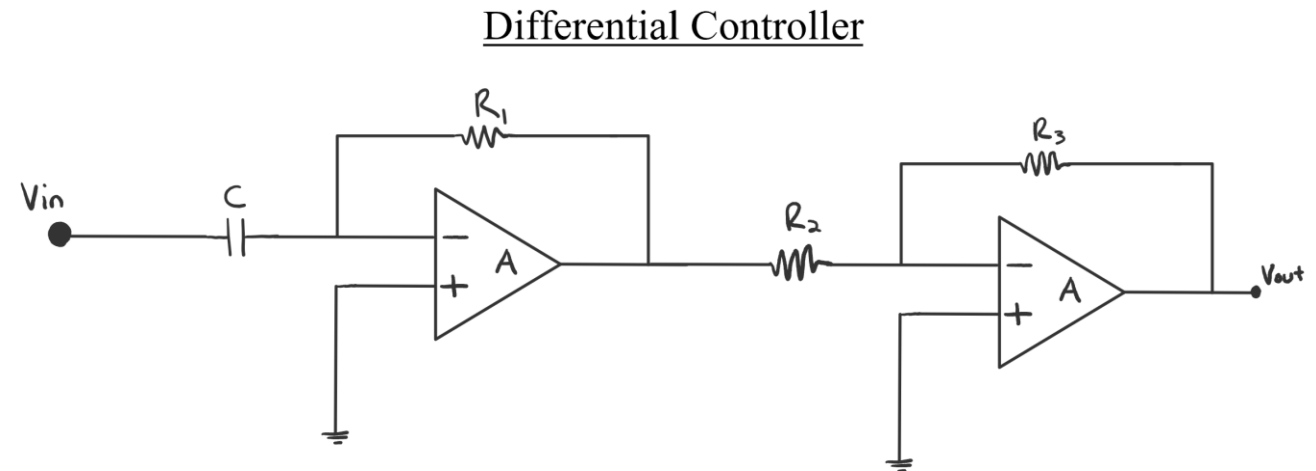 Differential Controller
R₁
R₃
Vin
C
R₂
−
A
+
−
A
+
Vout